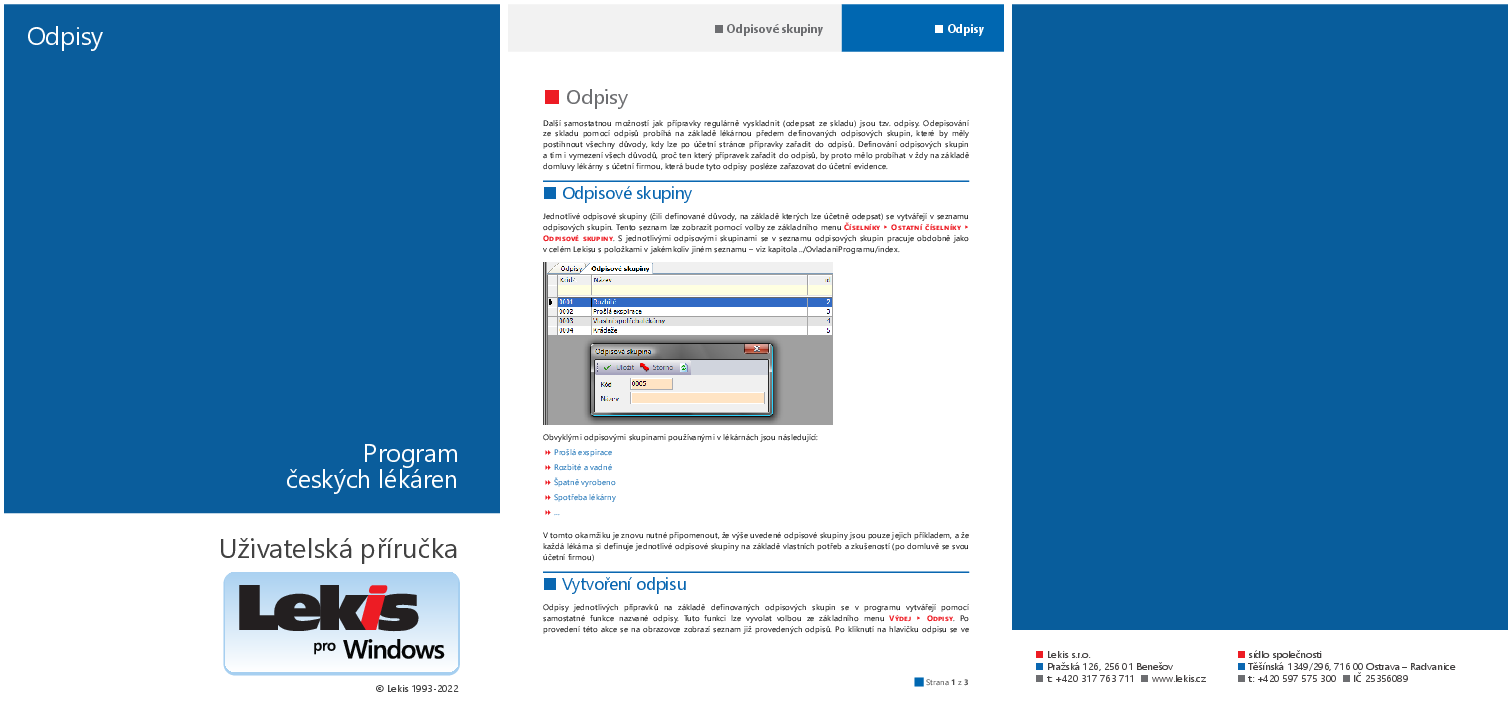 Odpisy
Program
českých lékáren
Uživatelská příručka
Lekis
pro Windows
© Lekis 1993-2022
Odpisové skupiny
Odpisy
Odpisy
Další samostatnou možností jak přípravky regulérně vyskladnit (odepsat ze skladu) jsou tzv. odpisy. Odepisování
ze skladu pomocí odpisů probíhá na základě lékárnou předem definovaných odpisových skupin, které by měly
postihnout všechny důvody, kdy lze po účetní stránce přípravky zařadit do odpisů. Definování odpisových skupin
a tím i vymezení všech důvodů, proč ten který přípravek zařadit do odpisů, by proto mělo probíhat v ždy na základě
domluvy lékárny s účetní firmou, která bude tyto odpisy posléze zařazovat do účetní evidence.
Odpisové skupiny
Jednotlivé odpisové skupiny (čili definované důvody, na základě kterých lze účetně odepsat) se vytvářejí v seznamu
odpisových skupin. Tento seznam lze zobrazit pomocí volby ze základního menu Číselníky ‣ Ostatní číselníky ‣
Odpisové skupiny. S jednotlivými odpisovými skupinami se v seznamu odpisových skupin pracuje obdobně jako
v celém Lekisu s položkami v jakémkoliv jiném seznamu – viz kapitola ../OvladaniProgramu/index.
Odpisy Odpisové skupiny
Kód Název id
0001 Rozbité 2
0002 Prošlá exspirace 3
0003 Vlastní spotřeba lékárny 4
0004 Krádeže 5
Odpisová skupina
Uložit Storno
Kód 0005
Název
Obvyklými odpisovými skupinami používanými v lékárnách jsou následující:
Prošlá exspirace
Rozbité a vadné
Špatně vyrobeno
Spotřeba lékárny
...
V tomto okamžiku je znovu nutné připomenout, že výše uvedené odpisové skupiny jsou pouze jejich příkladem, a že
každá lékárna si definuje jednotlivé odpisové skupiny na základě vlastních potřeb a zkušeností (po domluvě se svou
účetní firmou)
Vytvoření odpisu
Odpisy jednotlivých přípravků na základě definovaných odpisových skupin se v programu vytvářejí pomocí
samostatné funkce nazvané odpisy. Tuto funkci lze vyvolat volbou ze základního menu Výdej ‣ Odpisy. Po
provedení této akce se na obrazovce zobrazí seznam již provedených odpisů. Po kliknutí na hlavičku odpisu se ve
Strana 1 z 3
Lekis s.r.o.
Pražská 126, 256 01 Benešov
t: +420 317 763 711 www.lekis.cz
sídlo společnosti
Těšínská 1349/296, 716 00 Ostrava – Radvanice
t: +420 597 575 300 IČ 25356089